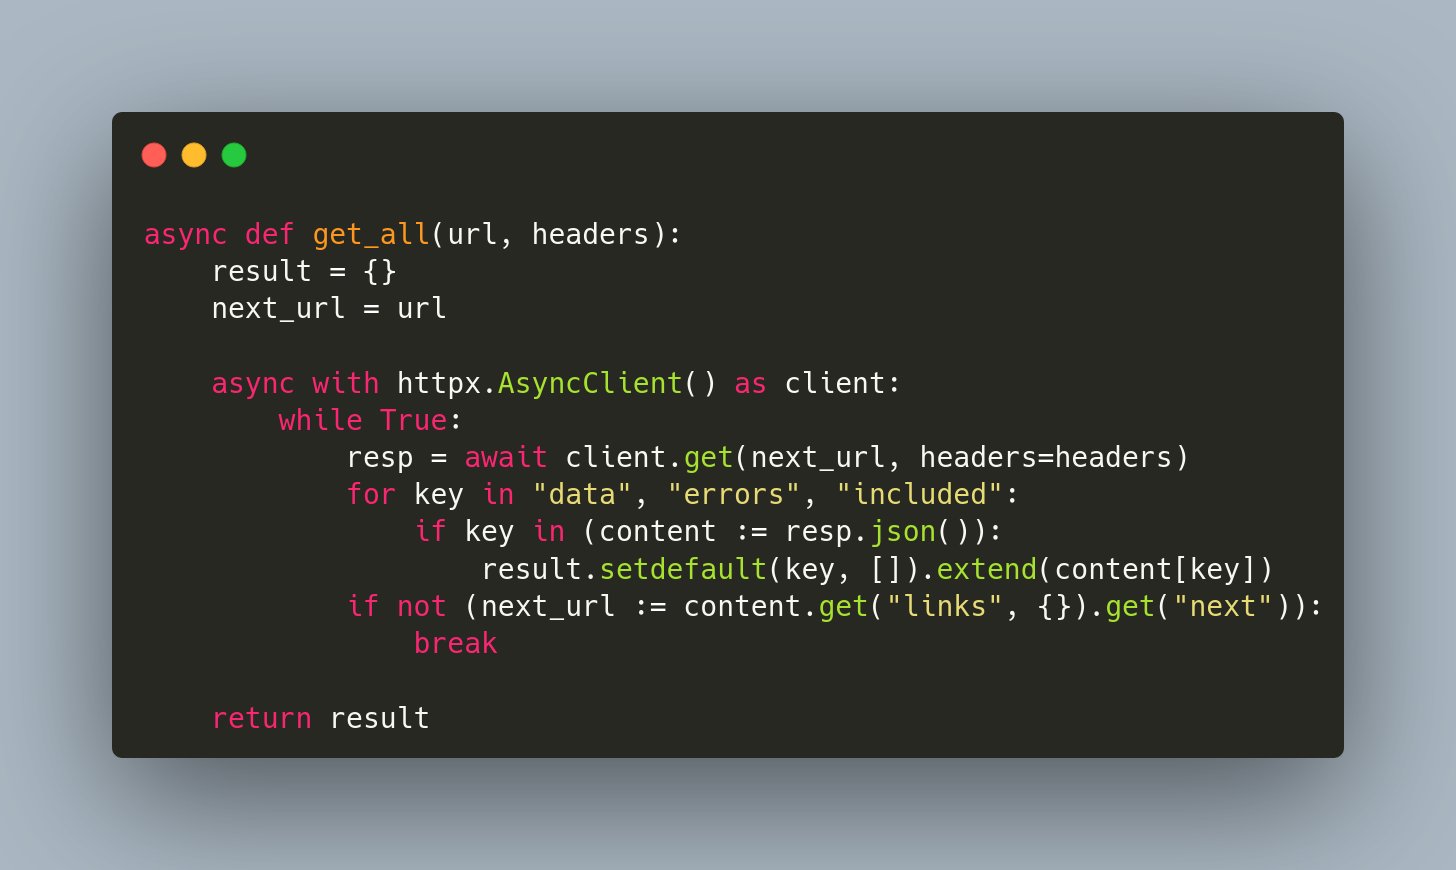 async def get_all(url, headers):
    result = {}
    next_url = url

    async with httpx.AsyncClient() as client:
        while True:
            resp = await client.get(next_url, headers=headers)
            for key in "data", "errors", "included":
                if key in (content := resp.json()):
                    result.setdefault(key, []).extend(content[key])
            if not (next_url := content.get("links", {}).get("next")):
                break

    return result